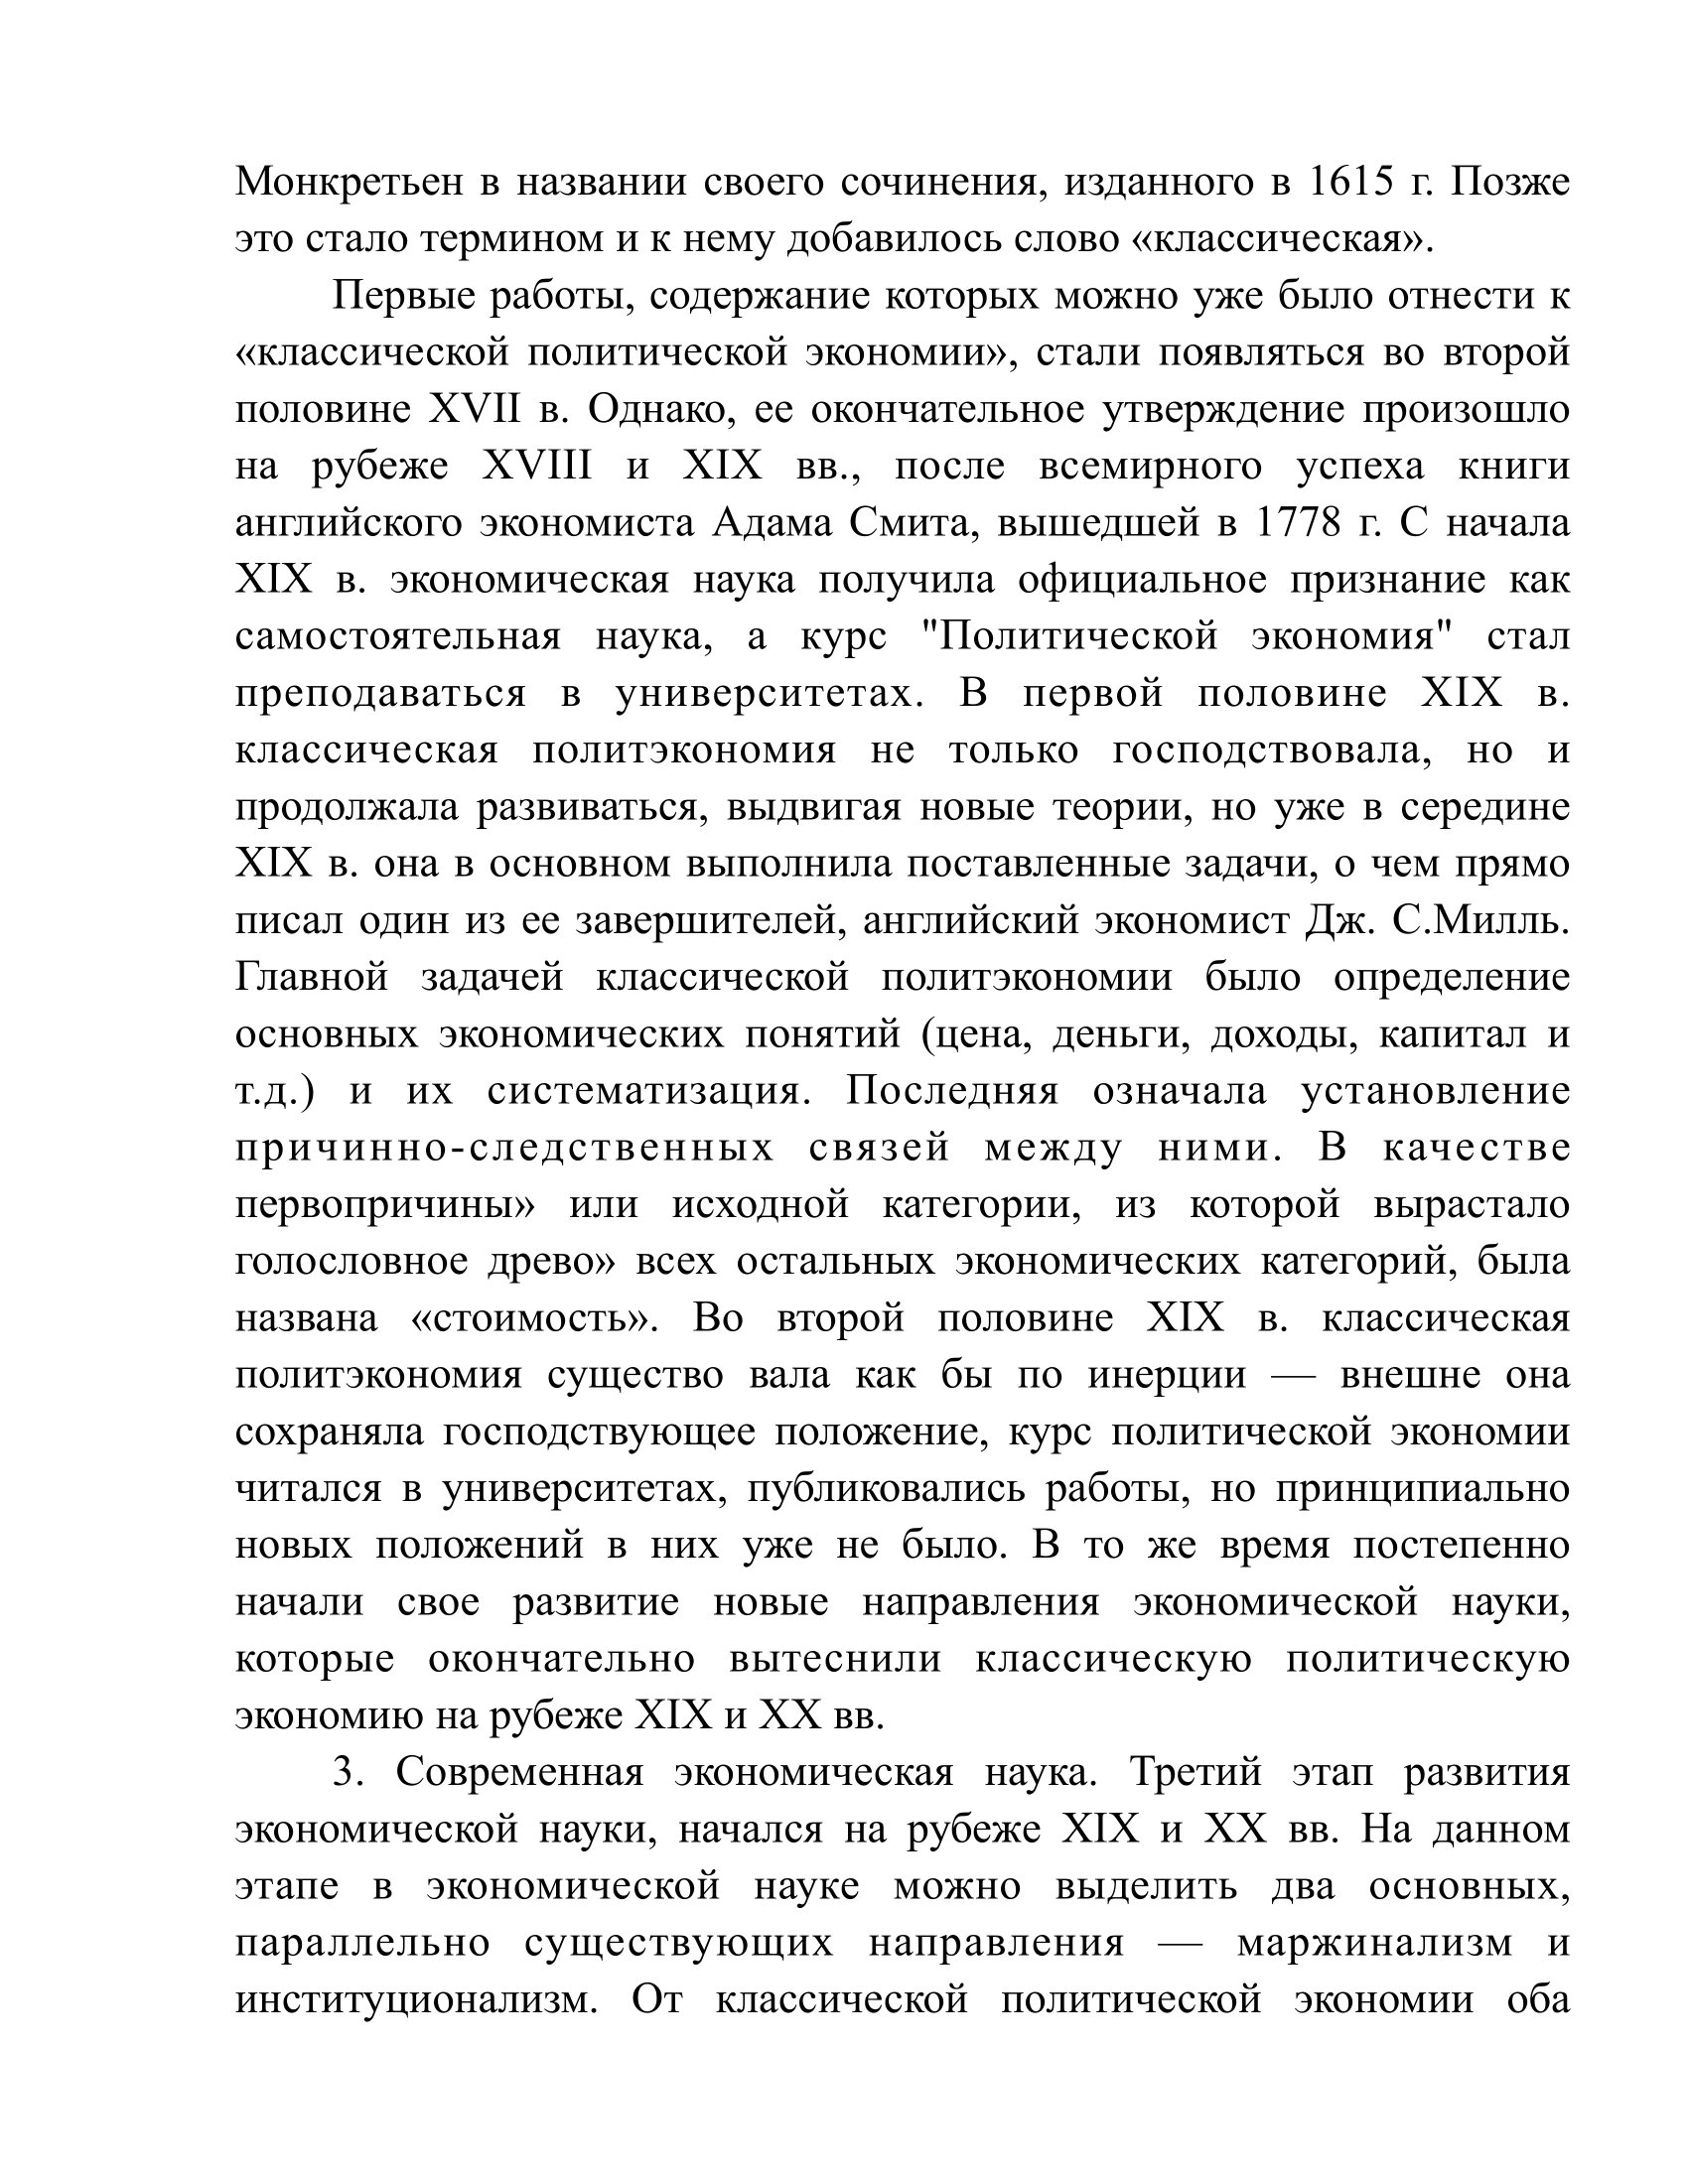 Монкретьен в названии своего сочинения, изданного в 1615 г. Позже
это стало термином и к нему добавилось слово «классическая».
Первые работы, содержание которых можно уже было отнести к
«классической политической экономии», стали появляться во второй
половине XVII в. Однако, ее окончательное утверждение произошло
на рубеже XVIII и XIX вв., после всемирного успеха книги
английского экономиста Адама Смита, вышедшей в 1778 г. С начала
XIX в. экономическая наука получила официальное признание как
самостоятельная наука, а курс "Политической экономия" стал
преподаваться в университетах. В первой половине XIX в.
классическая политэкономия не только господствовала, но и
продолжала развиваться, выдвигая новые теории, но уже в середине
XIX в. она в основном выполнила поставленные задачи, о чем прямо
писал один из ее завершителей, английский экономист Дж. С.Милль.
Главной задачей классической политэкономии было определение
основных экономических понятий (цена, деньги, доходы, капитал и
т.д.) и их систематизация. Последняя означала установление
причинно-следственных связей между ними. В качестве
первопричины» или исходной категории, из которой вырастало
голословное древо» всех остальных экономических категорий, была
названа «стоимость». Во второй половине XIX в. классическая
политэкономия существо вала как бы по инерции — внешне она
сохраняла господствующее положение, курс политической экономии
читался в университетах, публиковались работы, но принципиально
новых положений в них уже не было. В то же время постепенно
начали свое развитие новые направления экономической науки,
которые окончательно вытеснили классическую политическую
экономию на рубеже XIX и XX вв.
3. Современная экономическая наука. Третий этап развития
экономической науки, начался на рубеже XIX и XX вв. На данном
этапе в экономической науке можно выделить два основных,
параллельно существующих направления — маржинализм и
институционализм. От классической политической экономии оба